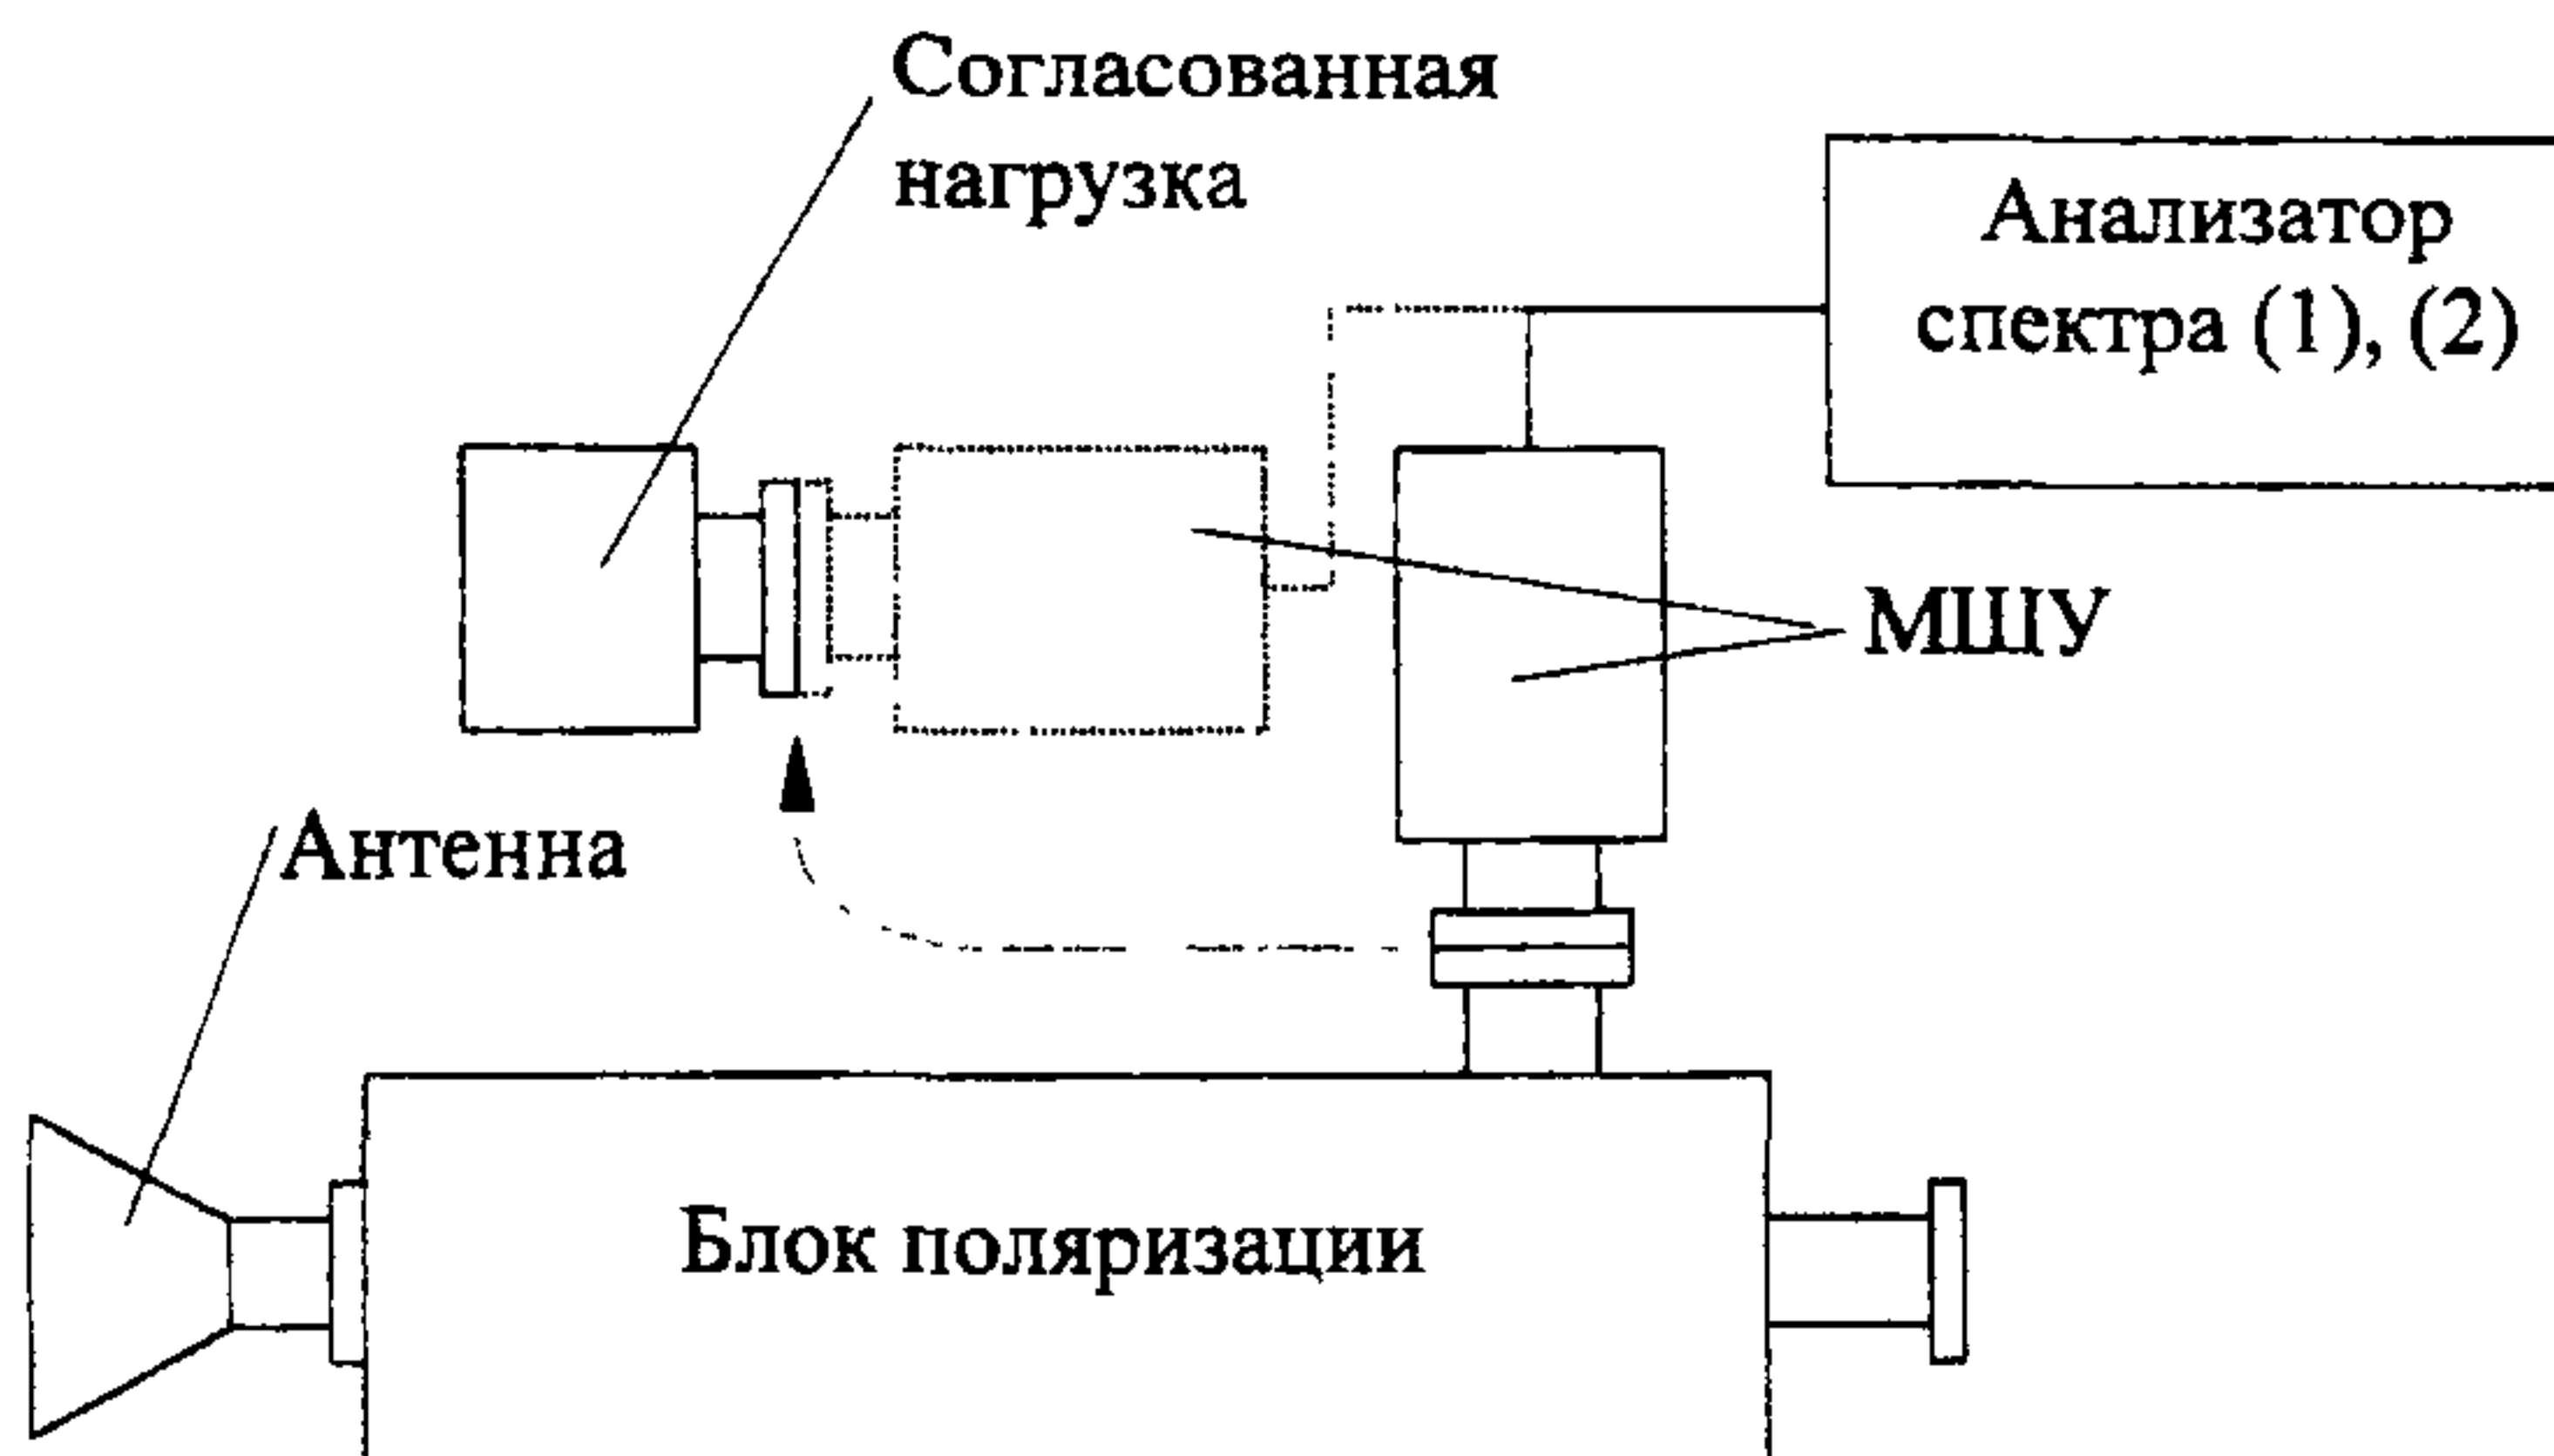 Согласованная
нагрузка
Анализатор
спектра (1), (2)
МШУ
Антенна
Блок поляризации